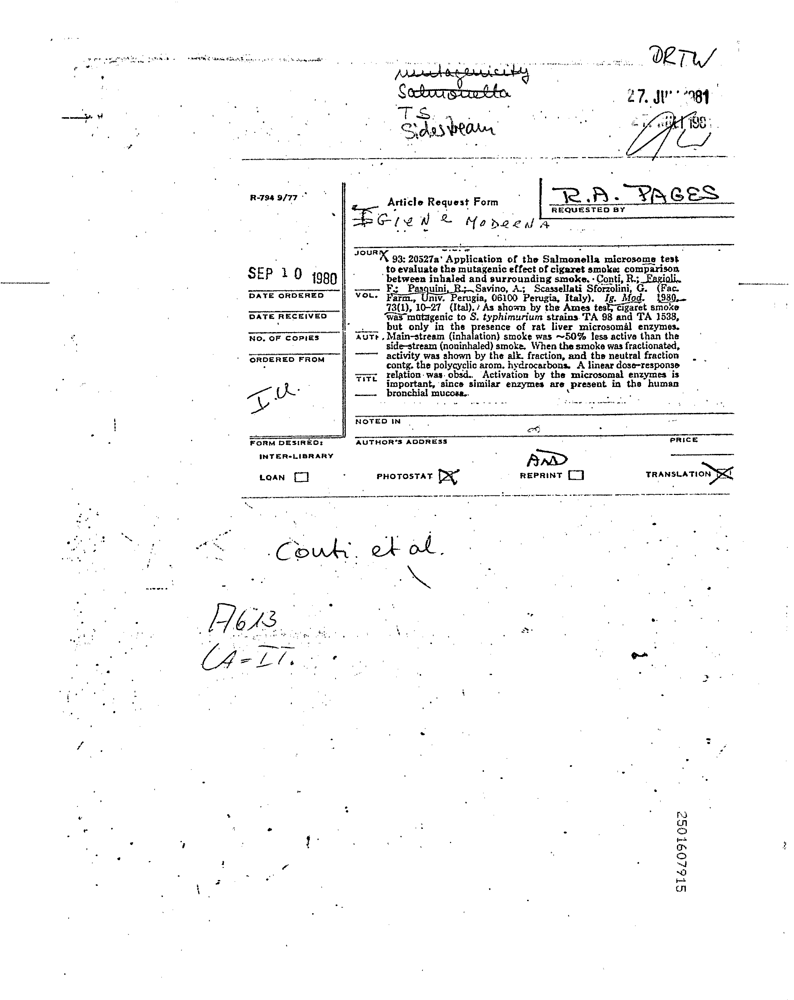 DRTW
mutagenicity
Salmonella
T S
Sidestream
R-794 9/77
Article Request Form
R.A. PAGES
REQUESTED BY
IGIENE MODERNA
JOUR
93: 20527a Application of the Salmonella microsome test
to evaluate the mutagenic effect of cigaret smoke: comparison
between inhaled and surrounding smoke. Conti, R.; Fagioli,
F.; Pasquini, R.; Savino, A.; Scassellati Sforzolini, G. (Fac.
Farm., Univ. Perugia, 06100 Perugia, Italy). Ig. Mod. 1980,
73(1), 10-27 (Ital). As shown by the Ames test, cigaret smoke
was mutagenic to S. typhimurium strains TA 98 and TA 1538,
but only in the presence of rat liver microsomal enzymes.
Main-stream (inhalation) smoke was ~50% less active than the
side-stream (noninhaled) smoke. When the smoke was fractionated,
activity was shown by the alk. fraction, and the neutral fraction
contg. the polycyclic arom. hydrocarbons. A linear dose-response
relation was obsd. Activation by the microsomal enzymes is
important, since similar enzymes are present in the human
bronchial mucosa.
SEP 10 1980
DATE ORDERED
VOL.
DATE RECEIVED
NO. OF COPIES
AUTH.
ORDERED FROM
TITL
I.U.
NOTED IN
FORM DESIRED:
AUTHOR'S ADDRESS
PRICE
INTER-LIBRARY
AND
LOAN
PHOTOSTAT
REPRINT
TRANSLATION
Conti et al.
A613
CA-IT.
2501607915